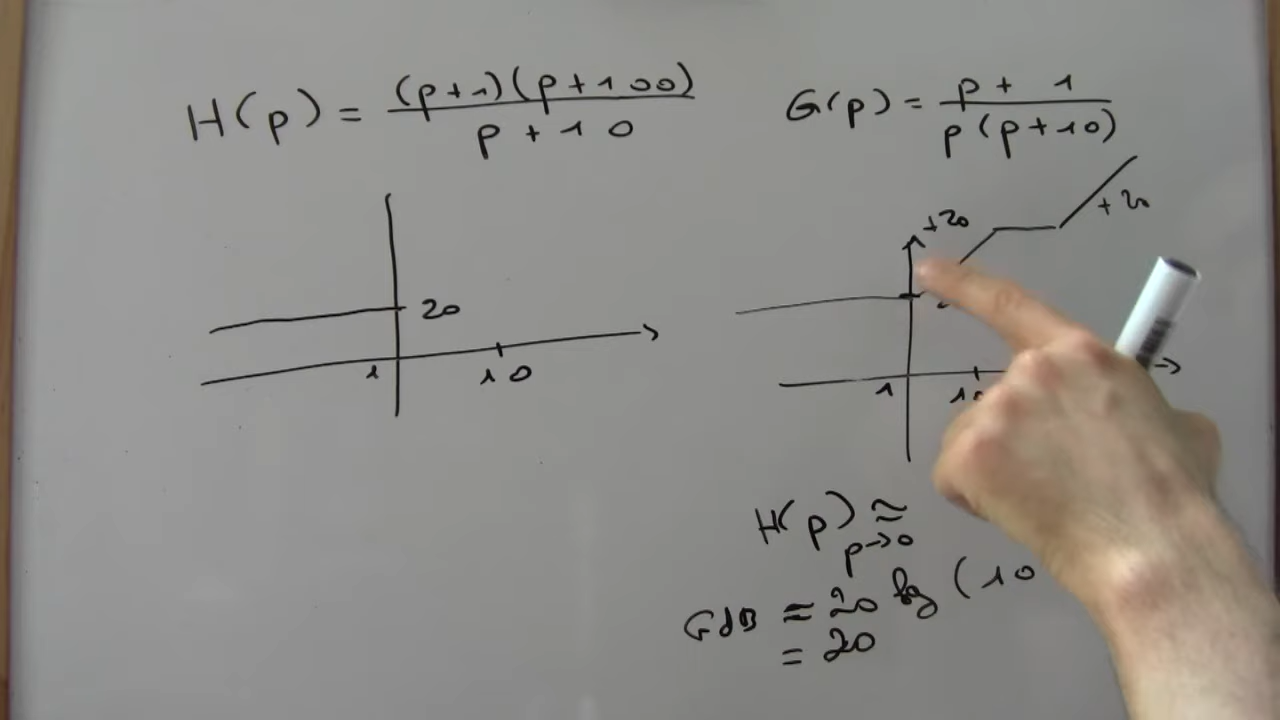 H(p) = (p+1)(p+100) / p+10
G(p) = p+1 / p(p+10)
+20
+20
20
1
10
1
H(p) ≈
p→0
GdB ≈ 20 log (10
= 20